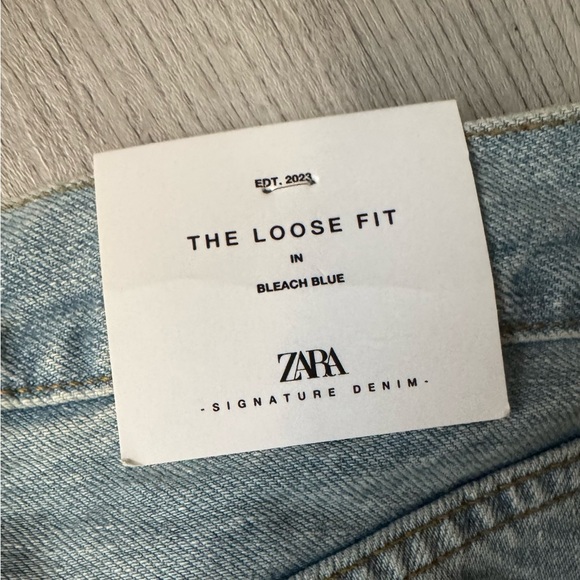 EDT. 2023
THE LOOSE FIT
IN
BLEACH BLUE
ZARA
- SIGNATURE DENIM -